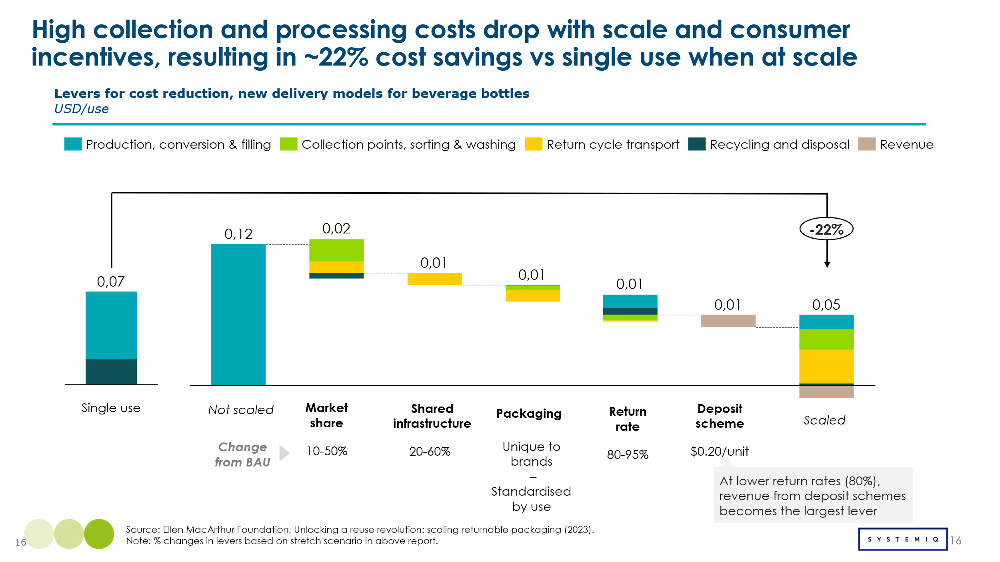 High collection and processing costs drop with scale and consumer
incentives, resulting in ~22% cost savings vs single use when at scale
Levers for cost reduction, new delivery models for beverage bottles
USD/use
Production, conversion & filling
Collection points, sorting & washing
Return cycle transport
Recycling and disposal
Revenue
-22%
0,07
0,12
0,02
0,01
0,01
0,01
0,01
0,05
Single use
Not scaled
Market
share
Shared
infrastructure
Packaging
Return
rate
Deposit
scheme
Scaled
Change
from BAU
10-50%
20-60%
Unique to
brands
–
Standardised
by use
80-95%
$0.20/unit
At lower return rates (80%),
revenue from deposit schemes
becomes the largest lever
Source: Ellen MacArthur Foundation, Unlocking a reuse revolution: scaling returnable packaging (2023).
Note: % changes in levers based on stretch scenario in above report.
16
SYSTEMIQ
16